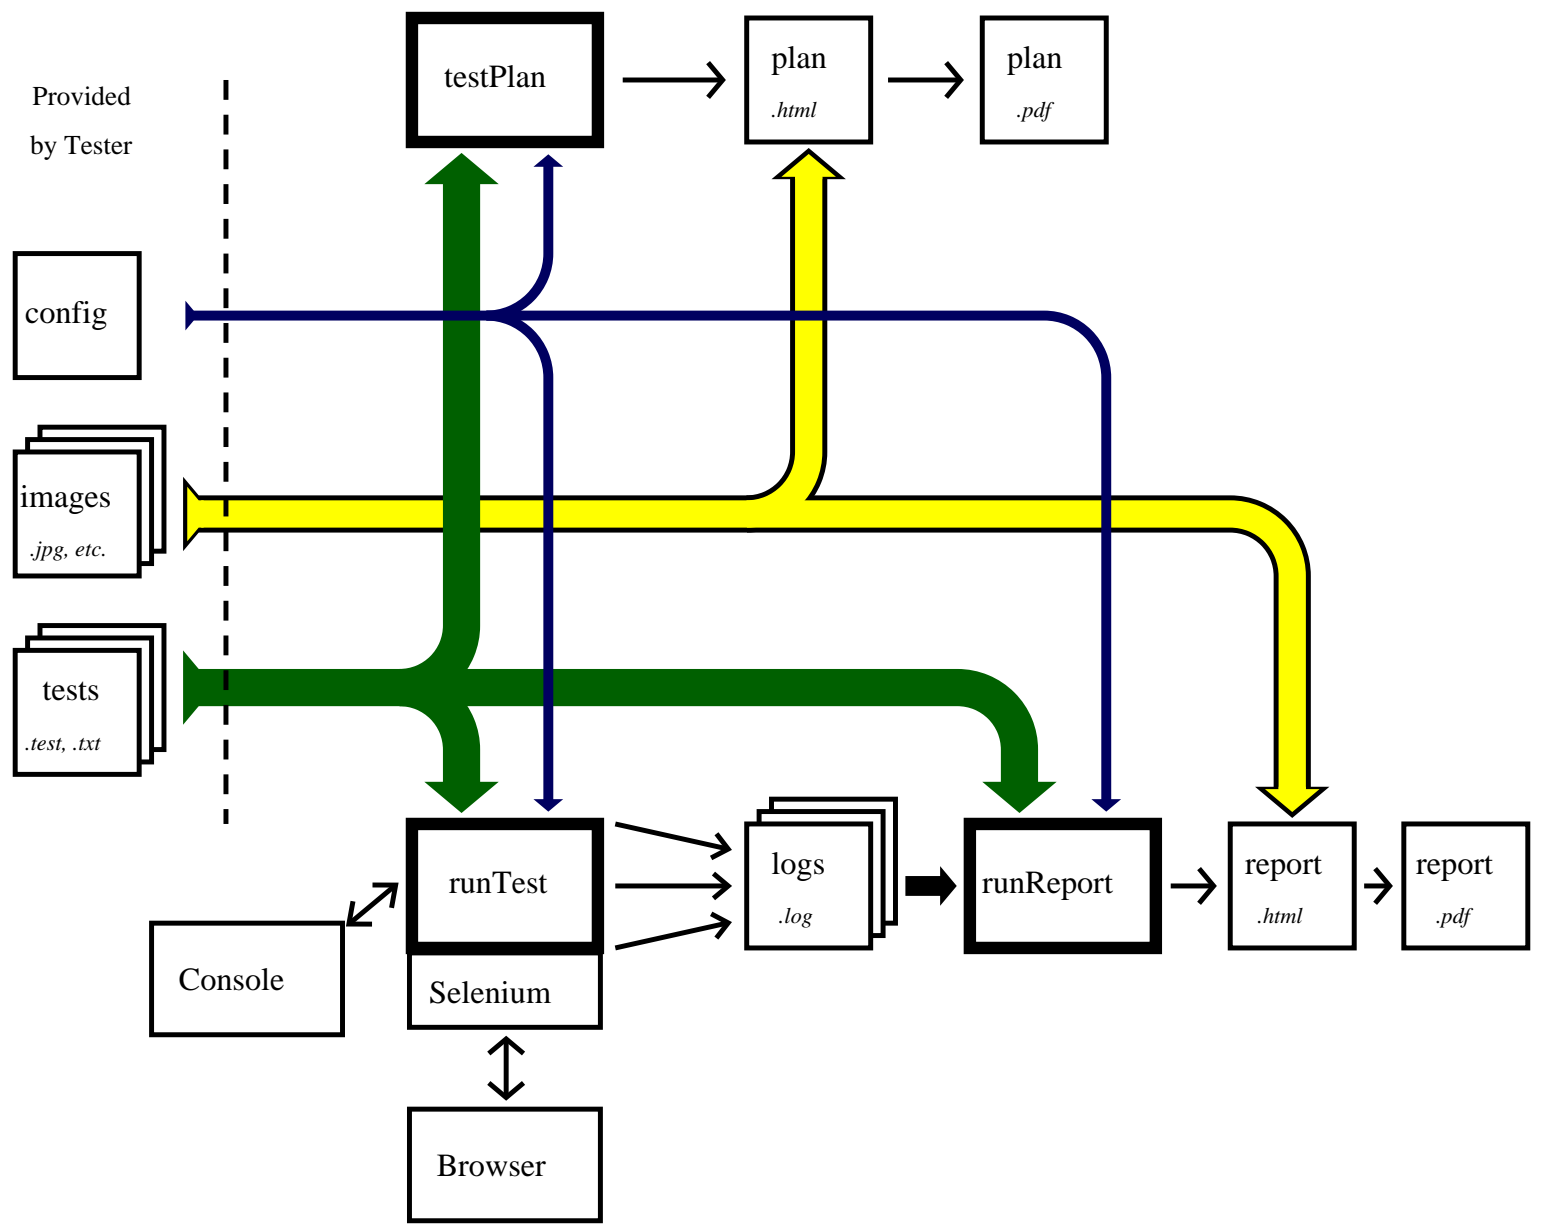 testPlan
plan
.html
plan
.pdf
Provided
by Tester
config
images
.jpg, etc.
tests
.test, .txt
runTest
logs
.log
runReport
report
.html
report
.pdf
Console
Selenium
Browser